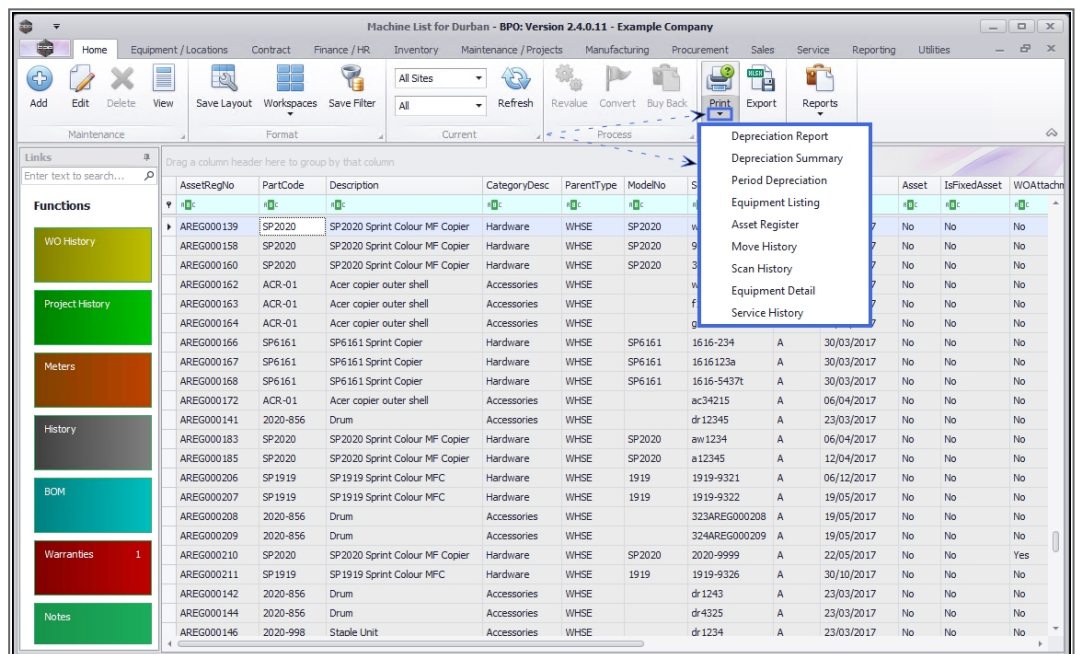 Machine List for Durban - BPO: Version 2.4.0.11 - Example Company
Home Equipment / Locations Contract Finance / HR Inventory Maintenance / Projects Manufacturing Procurement Sales Service Reporting Utilities
All Sites
All
Add Edit Delete View Save Layout Workspaces Save Filter Refresh Revalue Convert Buy Back Print Export Reports
Maintenance Format Current Process
Depreciation Report
Depreciation Summary
Period Depreciation
Equipment Listing
Asset Register
Move History
Scan History
Equipment Detail
Service History
Links
Enter text to search...
Functions
WO History
Project History
Meters
History
BOM
Warranties 1
Notes
Drag a column header here to group by that column
AssetRegNo PartCode Description CategoryDesc ParentType ModelNo S Asset IsFixedAsset WOAttachm
AREG000139 SP2020 SP2020 Sprint Colour MF Copier Hardware WHSE SP2020 w 7 No No No
AREG000158 SP2020 SP2020 Sprint Colour MF Copier Hardware WHSE SP2020 9 7 No No No
AREG000160 SP2020 SP2020 Sprint Colour MF Copier Hardware WHSE SP2020 3 7 No No No
AREG000162 ACR-01 Acer copier outer shell Accessories WHSE w 7 No No No
AREG000163 ACR-01 Acer copier outer shell Accessories WHSE f 7 No No No
AREG000164 ACR-01 Acer copier outer shell Accessories WHSE No No No
AREG000166 SP6161 SP6161 Sprint Copier Hardware WHSE SP6161 1616-234 A 30/03/2017 No No No
AREG000167 SP6161 SP6161 Sprint Copier Hardware WHSE SP6161 1616123a A 30/03/2017 No No No
AREG000168 SP6161 SP6161 Sprint Copier Hardware WHSE SP6161 1616-5437t A 30/03/2017 No No No
AREG000172 ACR-01 Acer copier outer shell Accessories WHSE ac34215 A 06/04/2017 No No No
AREG000141 2020-856 Drum Accessories WHSE dr12345 A 23/03/2017 No No No
AREG000183 SP2020 SP2020 Sprint Colour MF Copier Hardware WHSE SP2020 aw1234 A 06/04/2017 No No No
AREG000185 SP2020 SP2020 Sprint Colour MF Copier Hardware WHSE SP2020 a12345 A 12/04/2017 No No No
AREG000206 SP1919 SP1919 Sprint Colour MFC Hardware WHSE 1919 1919-9321 A 06/12/2017 No No No
AREG000207 SP1919 SP1919 Sprint Colour MFC Hardware WHSE 1919 1919-9322 A 19/05/2017 No No No
AREG000208 2020-856 Drum Accessories WHSE 323AREG000208 A 19/05/2017 No No No
AREG000209 2020-856 Drum Accessories WHSE 324AREG000209 A 19/05/2017 No No No
AREG000210 SP2020 SP2020 Sprint Colour MF Copier Hardware WHSE SP2020 2020-9999 A 22/05/2017 No No Yes
AREG000211 SP1919 SP1919 Sprint Colour MFC Hardware WHSE 1919 1919-9326 A 30/10/2017 No No No
AREG000142 2020-856 Drum Accessories WHSE dr1243 A 23/03/2017 No No No
AREG000144 2020-856 Drum Accessories WHSE dr4325 A 23/03/2017 No No No
AREG000146 2020-998 Staple Unit Accessories WHSE dr1234 A 23/03/2017 No No No